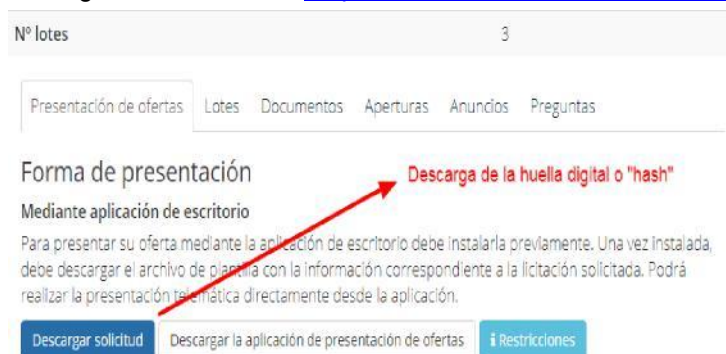 Nº lotes 3
Presentación de ofertas Lotes Documentos Aperturas Anuncios Preguntas
Forma de presentación
Descarga de la huella digital o "hash"
Mediante aplicación de escritorio
Para presentar su oferta mediante la aplicación de escritorio debe instalarla previamente. Una vez instalada,
debe descargar el archivo de plantilla con la información correspondiente a la licitación solicitada. Podrá
realizar la presentación telemática directamente desde la aplicación.
Descargar solicitud Descargar la aplicación de presentación de ofertas i Restricciones